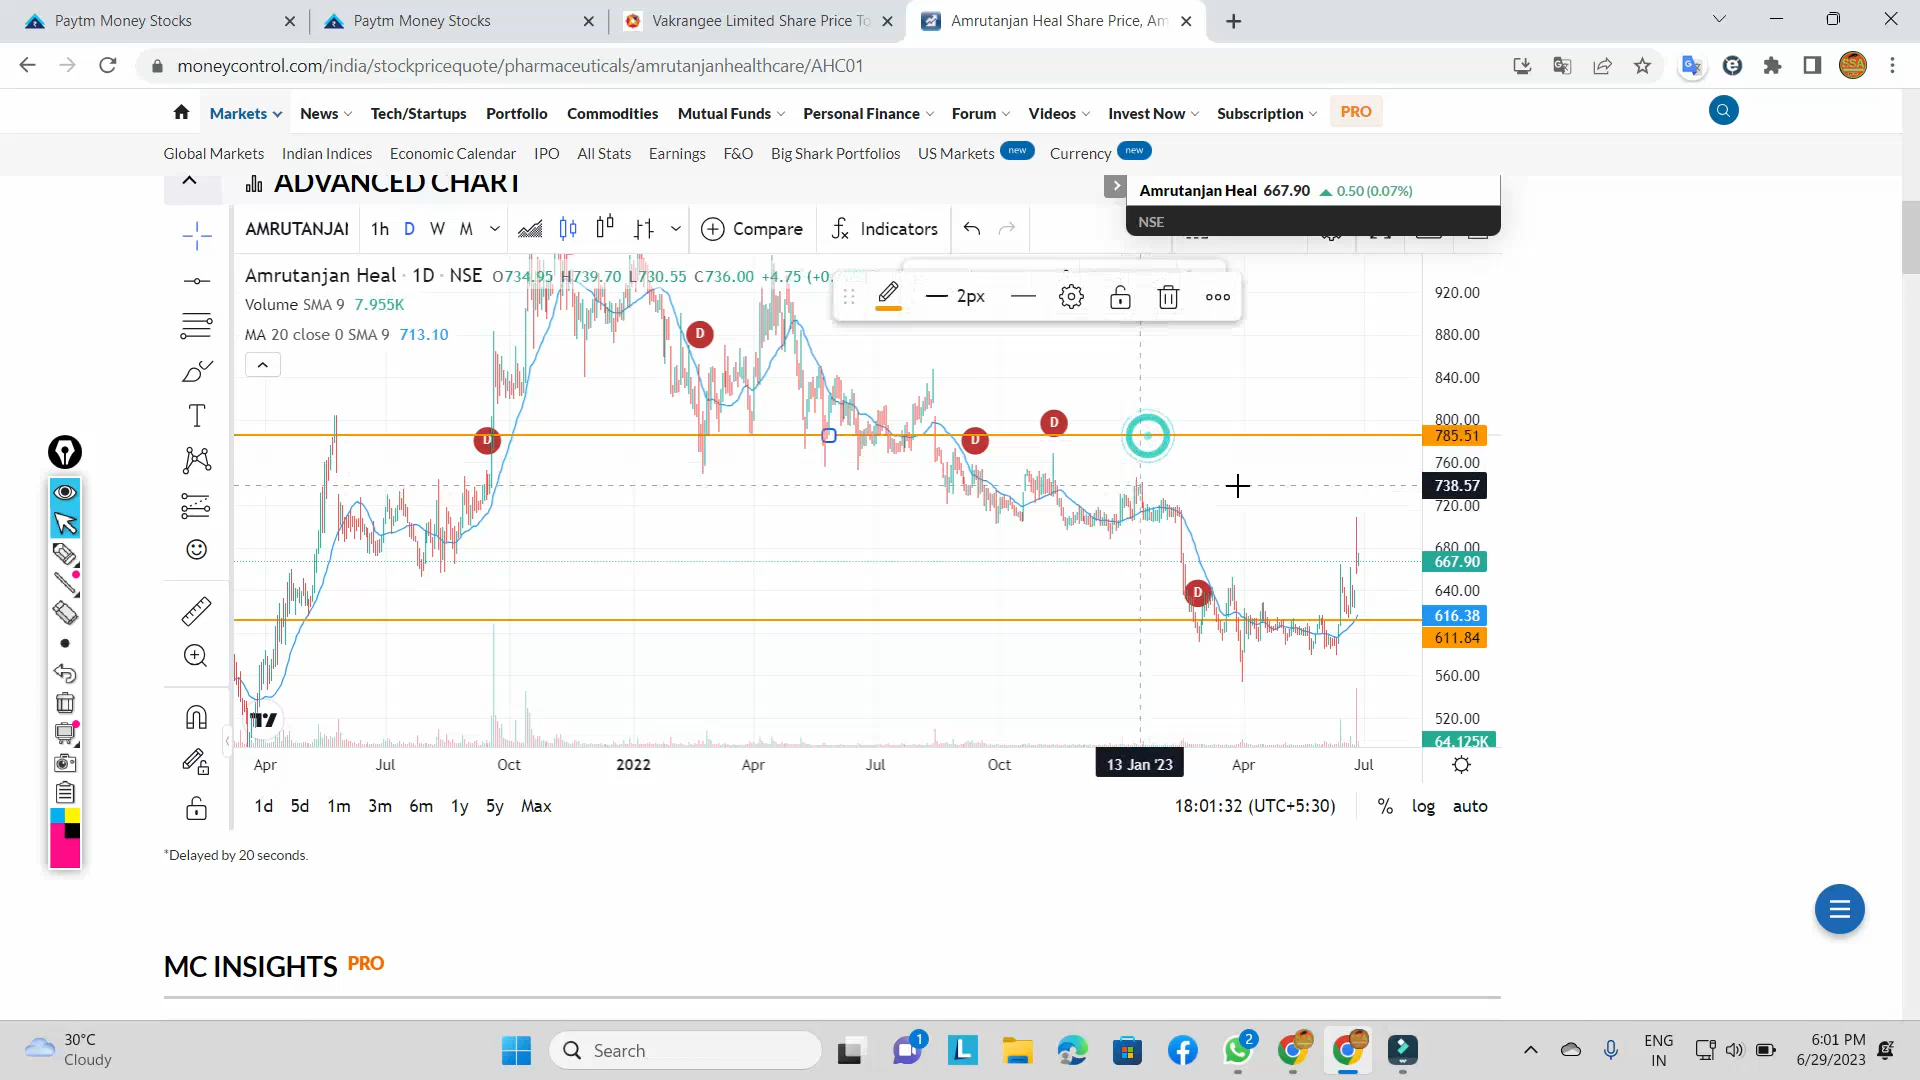 Paytm Money Stocks
Paytm Money Stocks
Vakrangee Limited Share Price To
Amrutanjan Heal Share Price, Am
moneycontrol.com/india/stockpricequote/pharmaceuticals/amrutanjanhealthcare/AHC01
Markets News Tech/Startups Portfolio Commodities Mutual Funds Personal Finance Forum Videos Invest Now Subscription PRO
Global Markets Indian Indices Economic Calendar IPO All Stats Earnings F&O Big Shark Portfolios US Markets new Currency new
ADVANCED CHART
Amrutanjan Heal 667.90 0.50 (0.07%)
NSE
AMRUTANJAI 1h D W M Compare Indicators
Amrutanjan Heal · 1D · NSE O734.95 H739.70 L730.55 C736.00 +4.75
Volume SMA 9 7.955K
MA 20 close 0 SMA 9 713.10
2px
D
D
D
D
D
920.00
880.00
840.00
800.00
785.51
760.00
738.57
720.00
680.00
667.90
640.00
616.38
611.84
560.00
520.00
64.125K
Apr Jul Oct 2022 Apr Jul Oct 13 Jan '23 Apr Jul
1d 5d 1m 3m 6m 1y 5y Max 18:01:32 (UTC+5:30) % log auto
*Delayed by 20 seconds.
MC INSIGHTS PRO
30°C
Cloudy
Search
1
2
ENG
IN
6:01 PM
6/29/2023